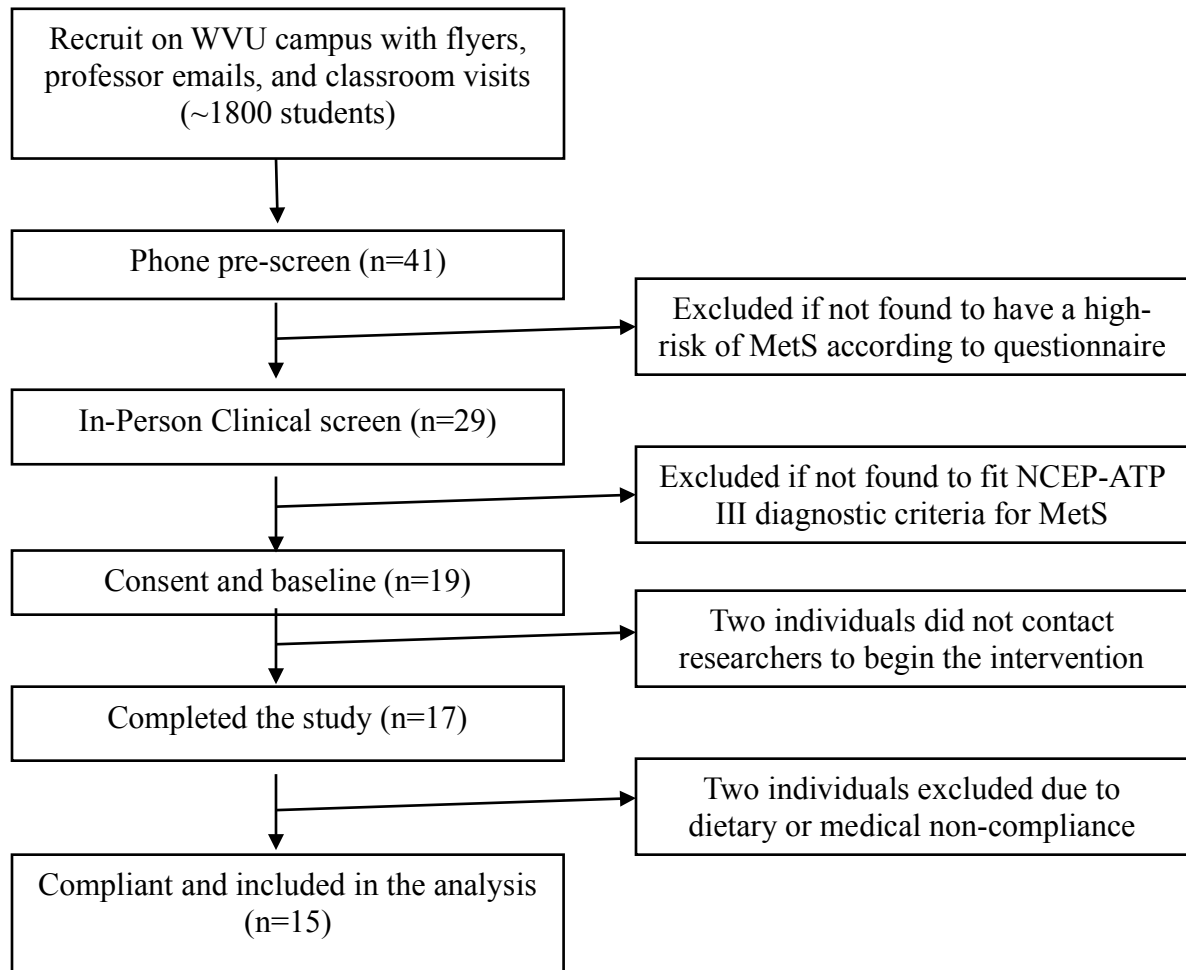 Recruit on WVU campus with flyers,
professor emails, and classroom visits
(~1800 students)
Phone pre-screen (n=41)
Excluded if not found to have a high-
risk of MetS according to questionnaire
In-Person Clinical screen (n=29)
Excluded if not found to fit NCEP-ATP
III diagnostic criteria for MetS
Consent and baseline (n=19)
Two individuals did not contact
researchers to begin the intervention
Completed the study (n=17)
Two individuals excluded due to
dietary or medical non-compliance
Compliant and included in the analysis
(n=15)